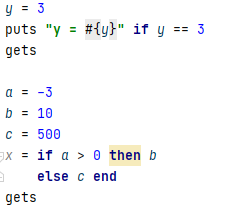 y = 3
puts "y = #{y}" if y == 3
gets
a = -3
b = 10
c = 500
x = if a > 0 then b
else c end
gets